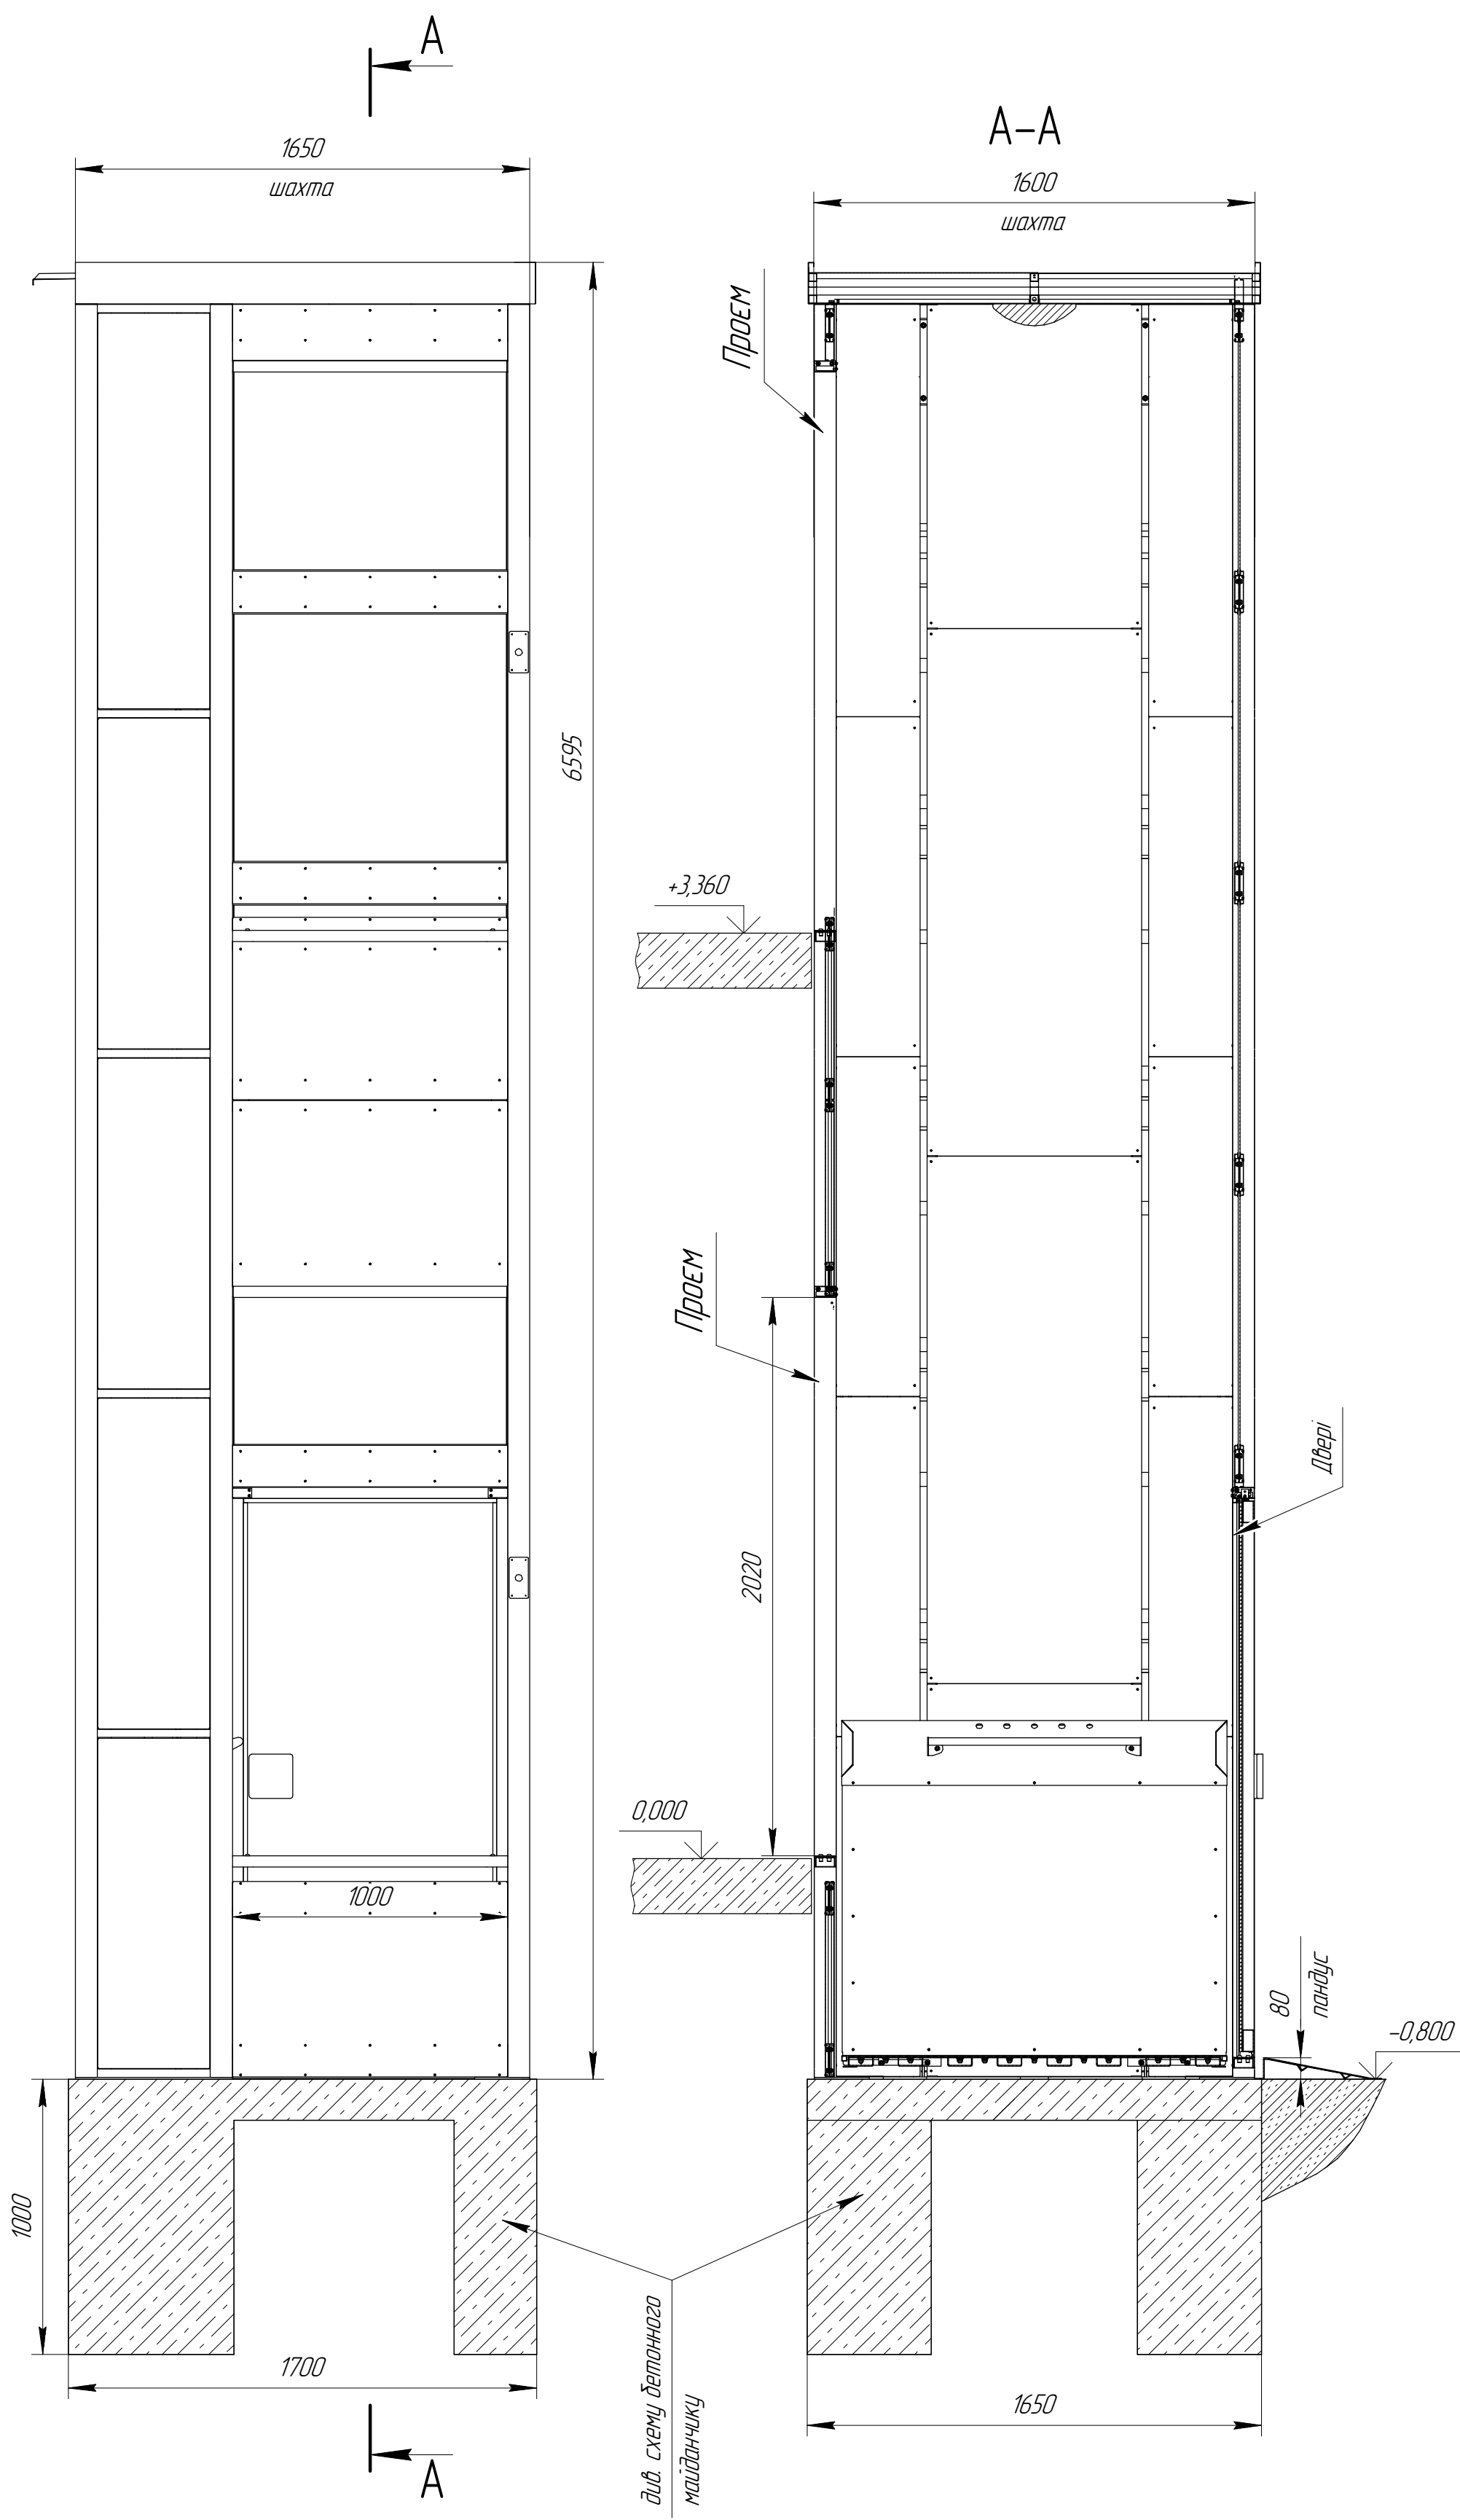 А
1650
шахта
А-А
1600
шахта
Проем
6595
+3,360
Проем
2020
Двері
0,000
1000
80
пандус
-0,800
1000
1700
1650
див. схему бетонного
майданчику
А